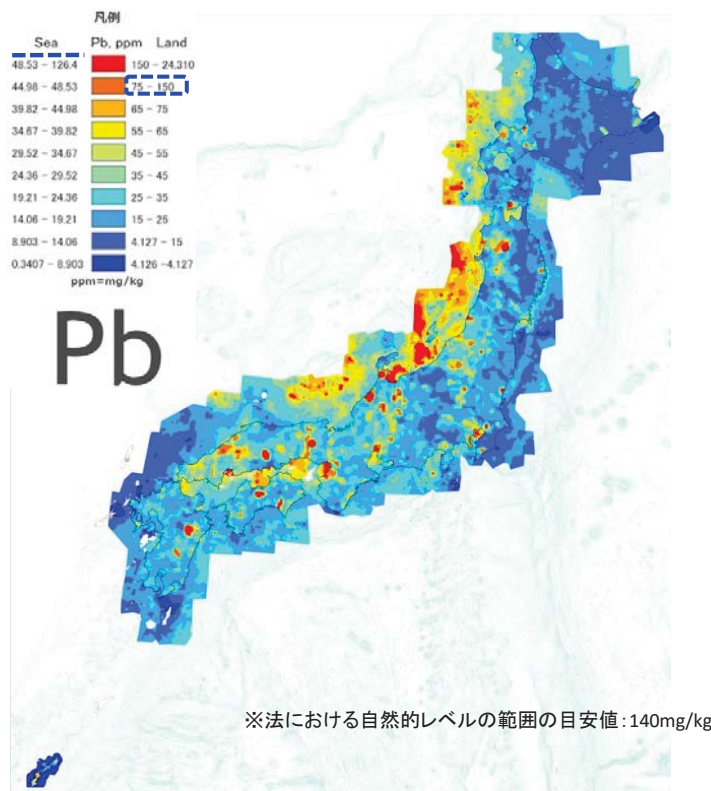 凡例
Sea Pb, ppm Land
48.53 - 126.4 150 - 24,310
44.98 - 48.53 75 - 150
39.82 - 44.98 65 - 75
34.67 - 39.82 55 - 65
29.52 - 34.67 45 - 55
24.36 - 29.52 35 - 45
19.21 - 24.36 25 - 35
14.06 - 19.21 15 - 25
8.903 - 14.06 4.127 - 15
0.3407 - 8.903 4.126 - 4.127
ppm=mg/kg
Pb
※法における自然的レベルの範囲の目安値:140mg/kg